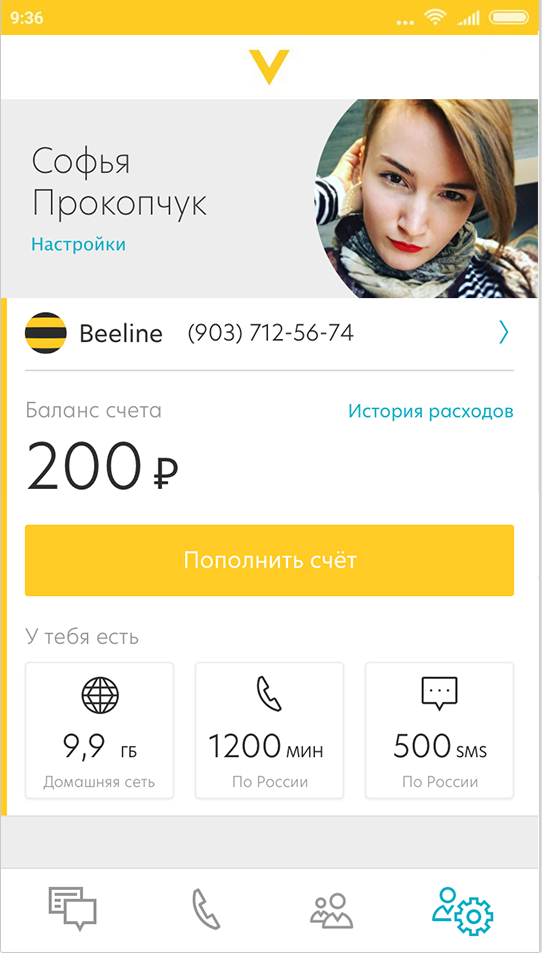 9:36
Софья
Прокопчук
Настройки
Beeline (903) 712-56-74
Баланс счета История расходов
200 ₽
Пополнить счёт
У тебя есть
9,9 ГБ 1200 мин 500 SMS
Домашняя сеть По России По России